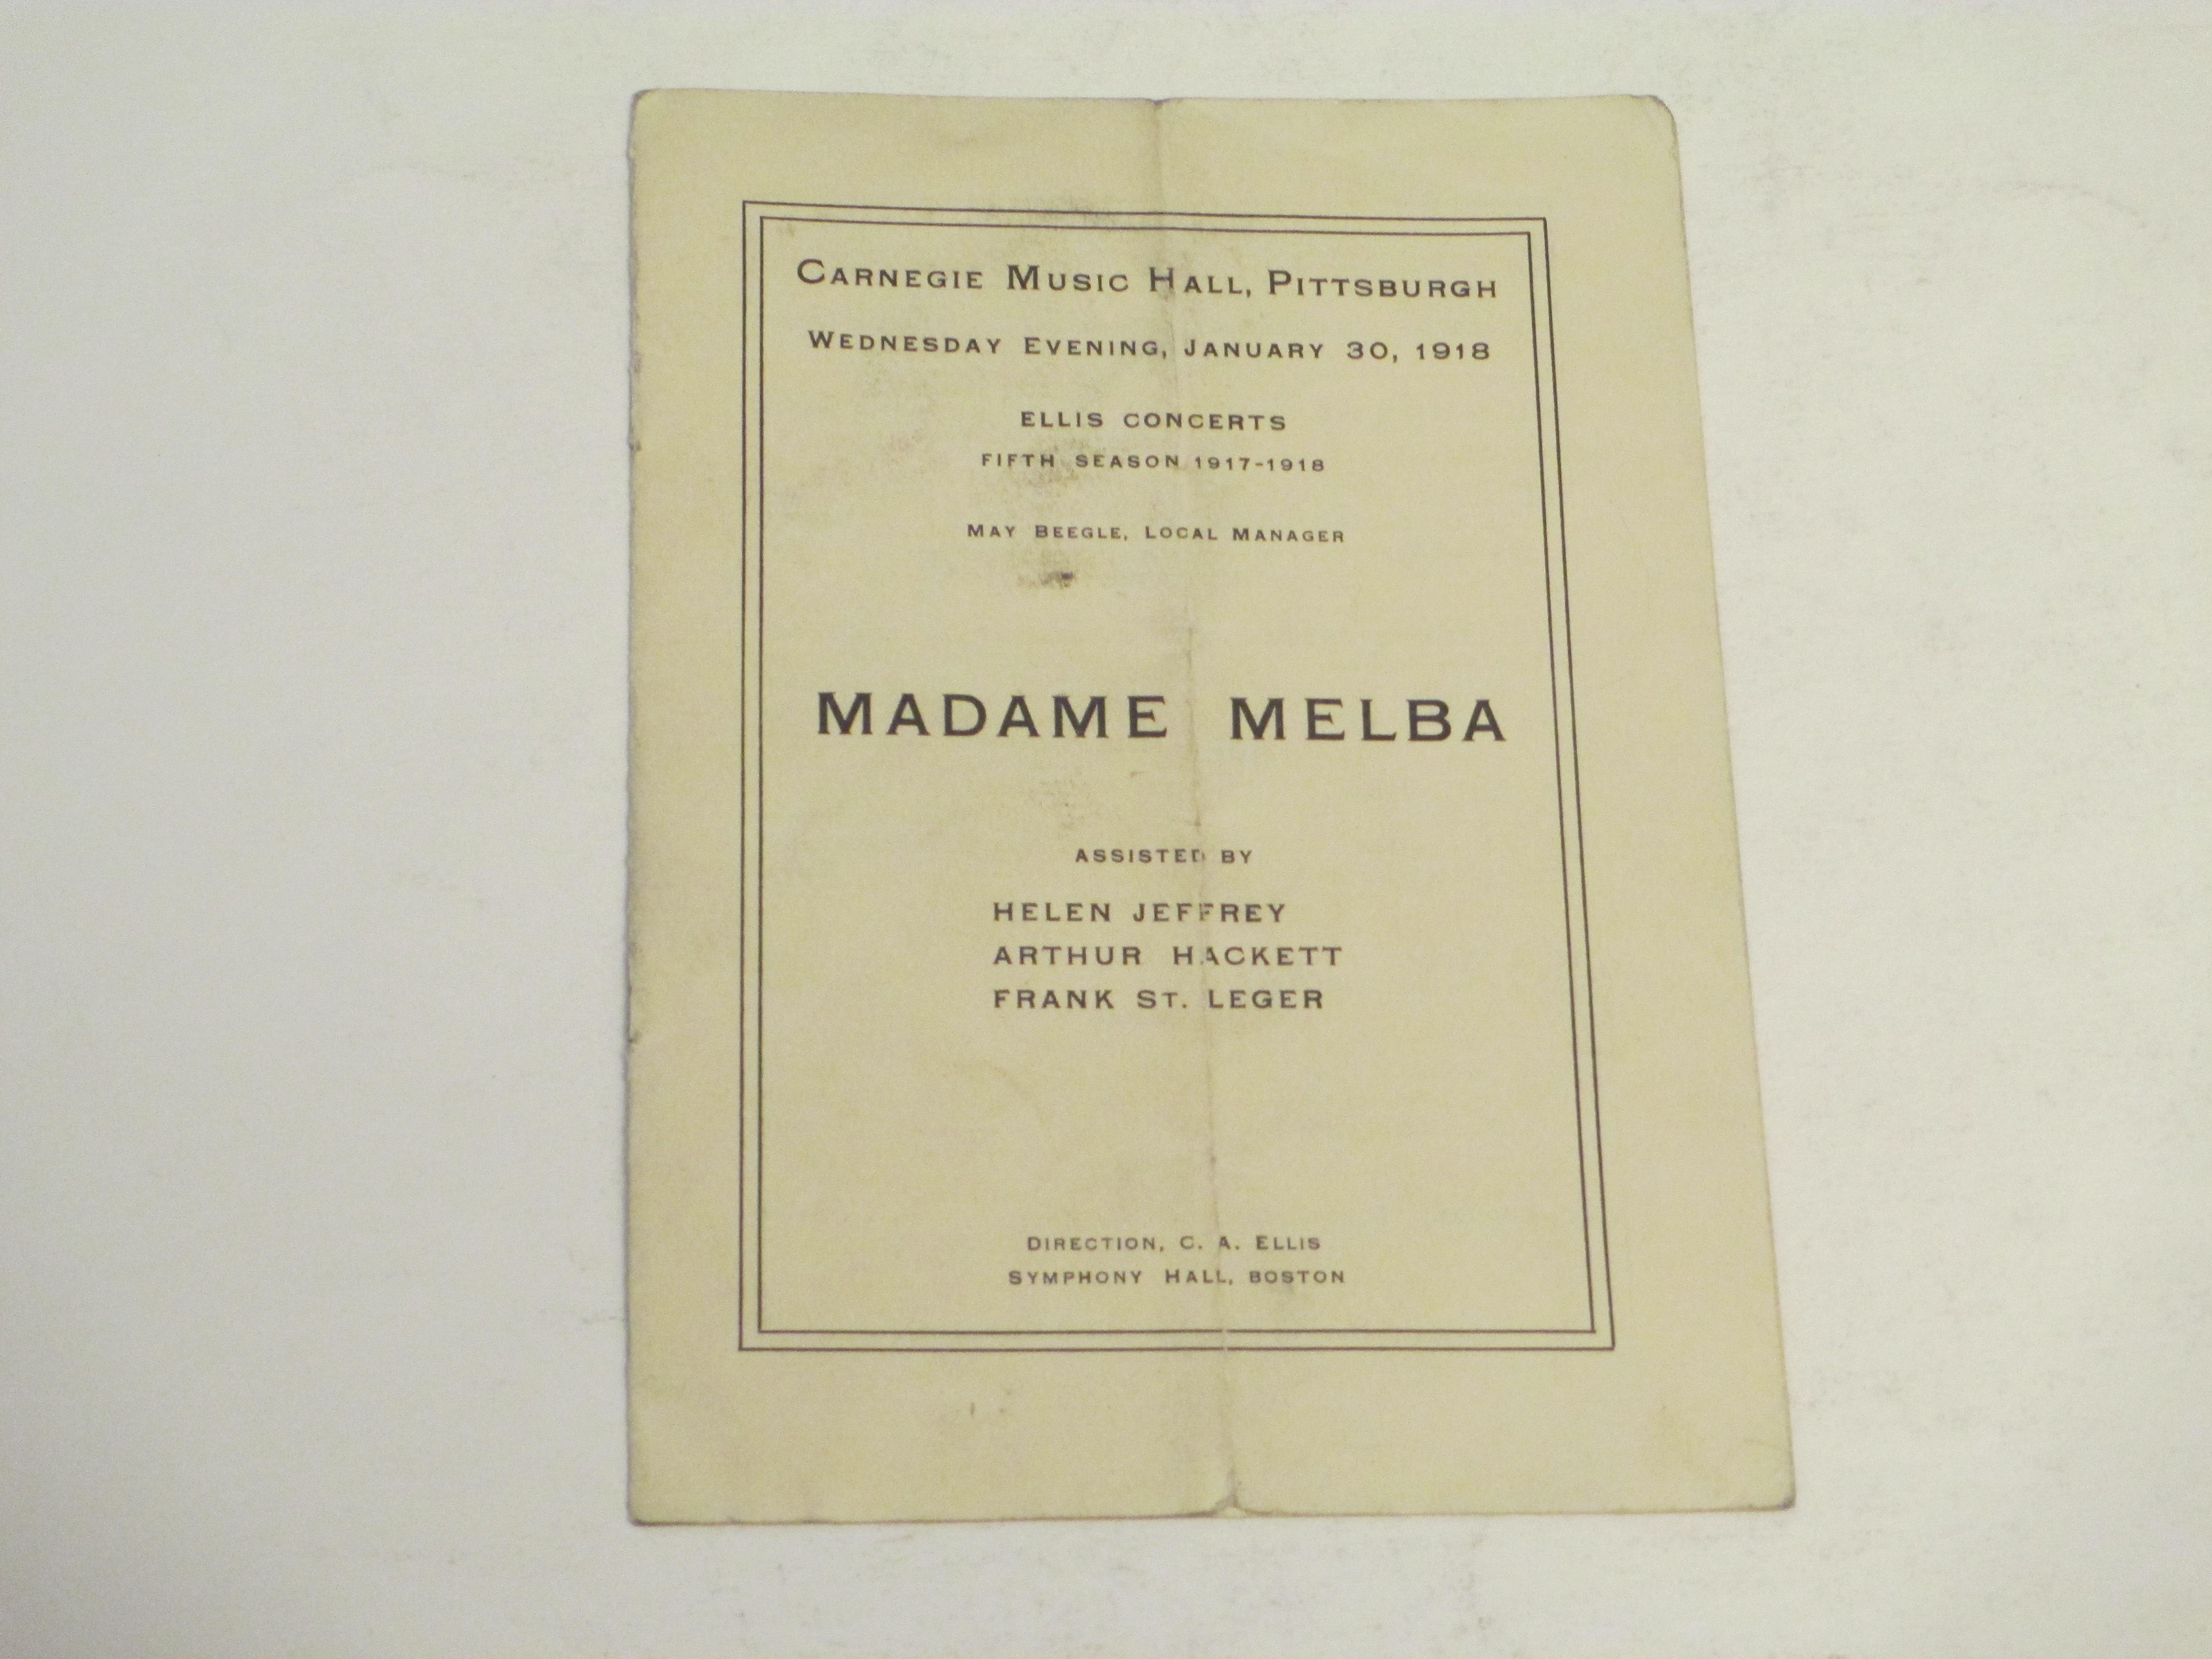 CARNEGIE MUSIC HALL, PITTSBURGH
WEDNESDAY EVENING, JANUARY 30, 1918
ELLIS CONCERTS
FIFTH SEASON 1917-1918
MAY BEEGLE, LOCAL MANAGER
MADAME MELBA
ASSISTED BY
HELEN JEFFREY
ARTHUR HACKETT
FRANK ST. LEGER
DIRECTION, C. A. ELLIS
SYMPHONY HALL, BOSTON